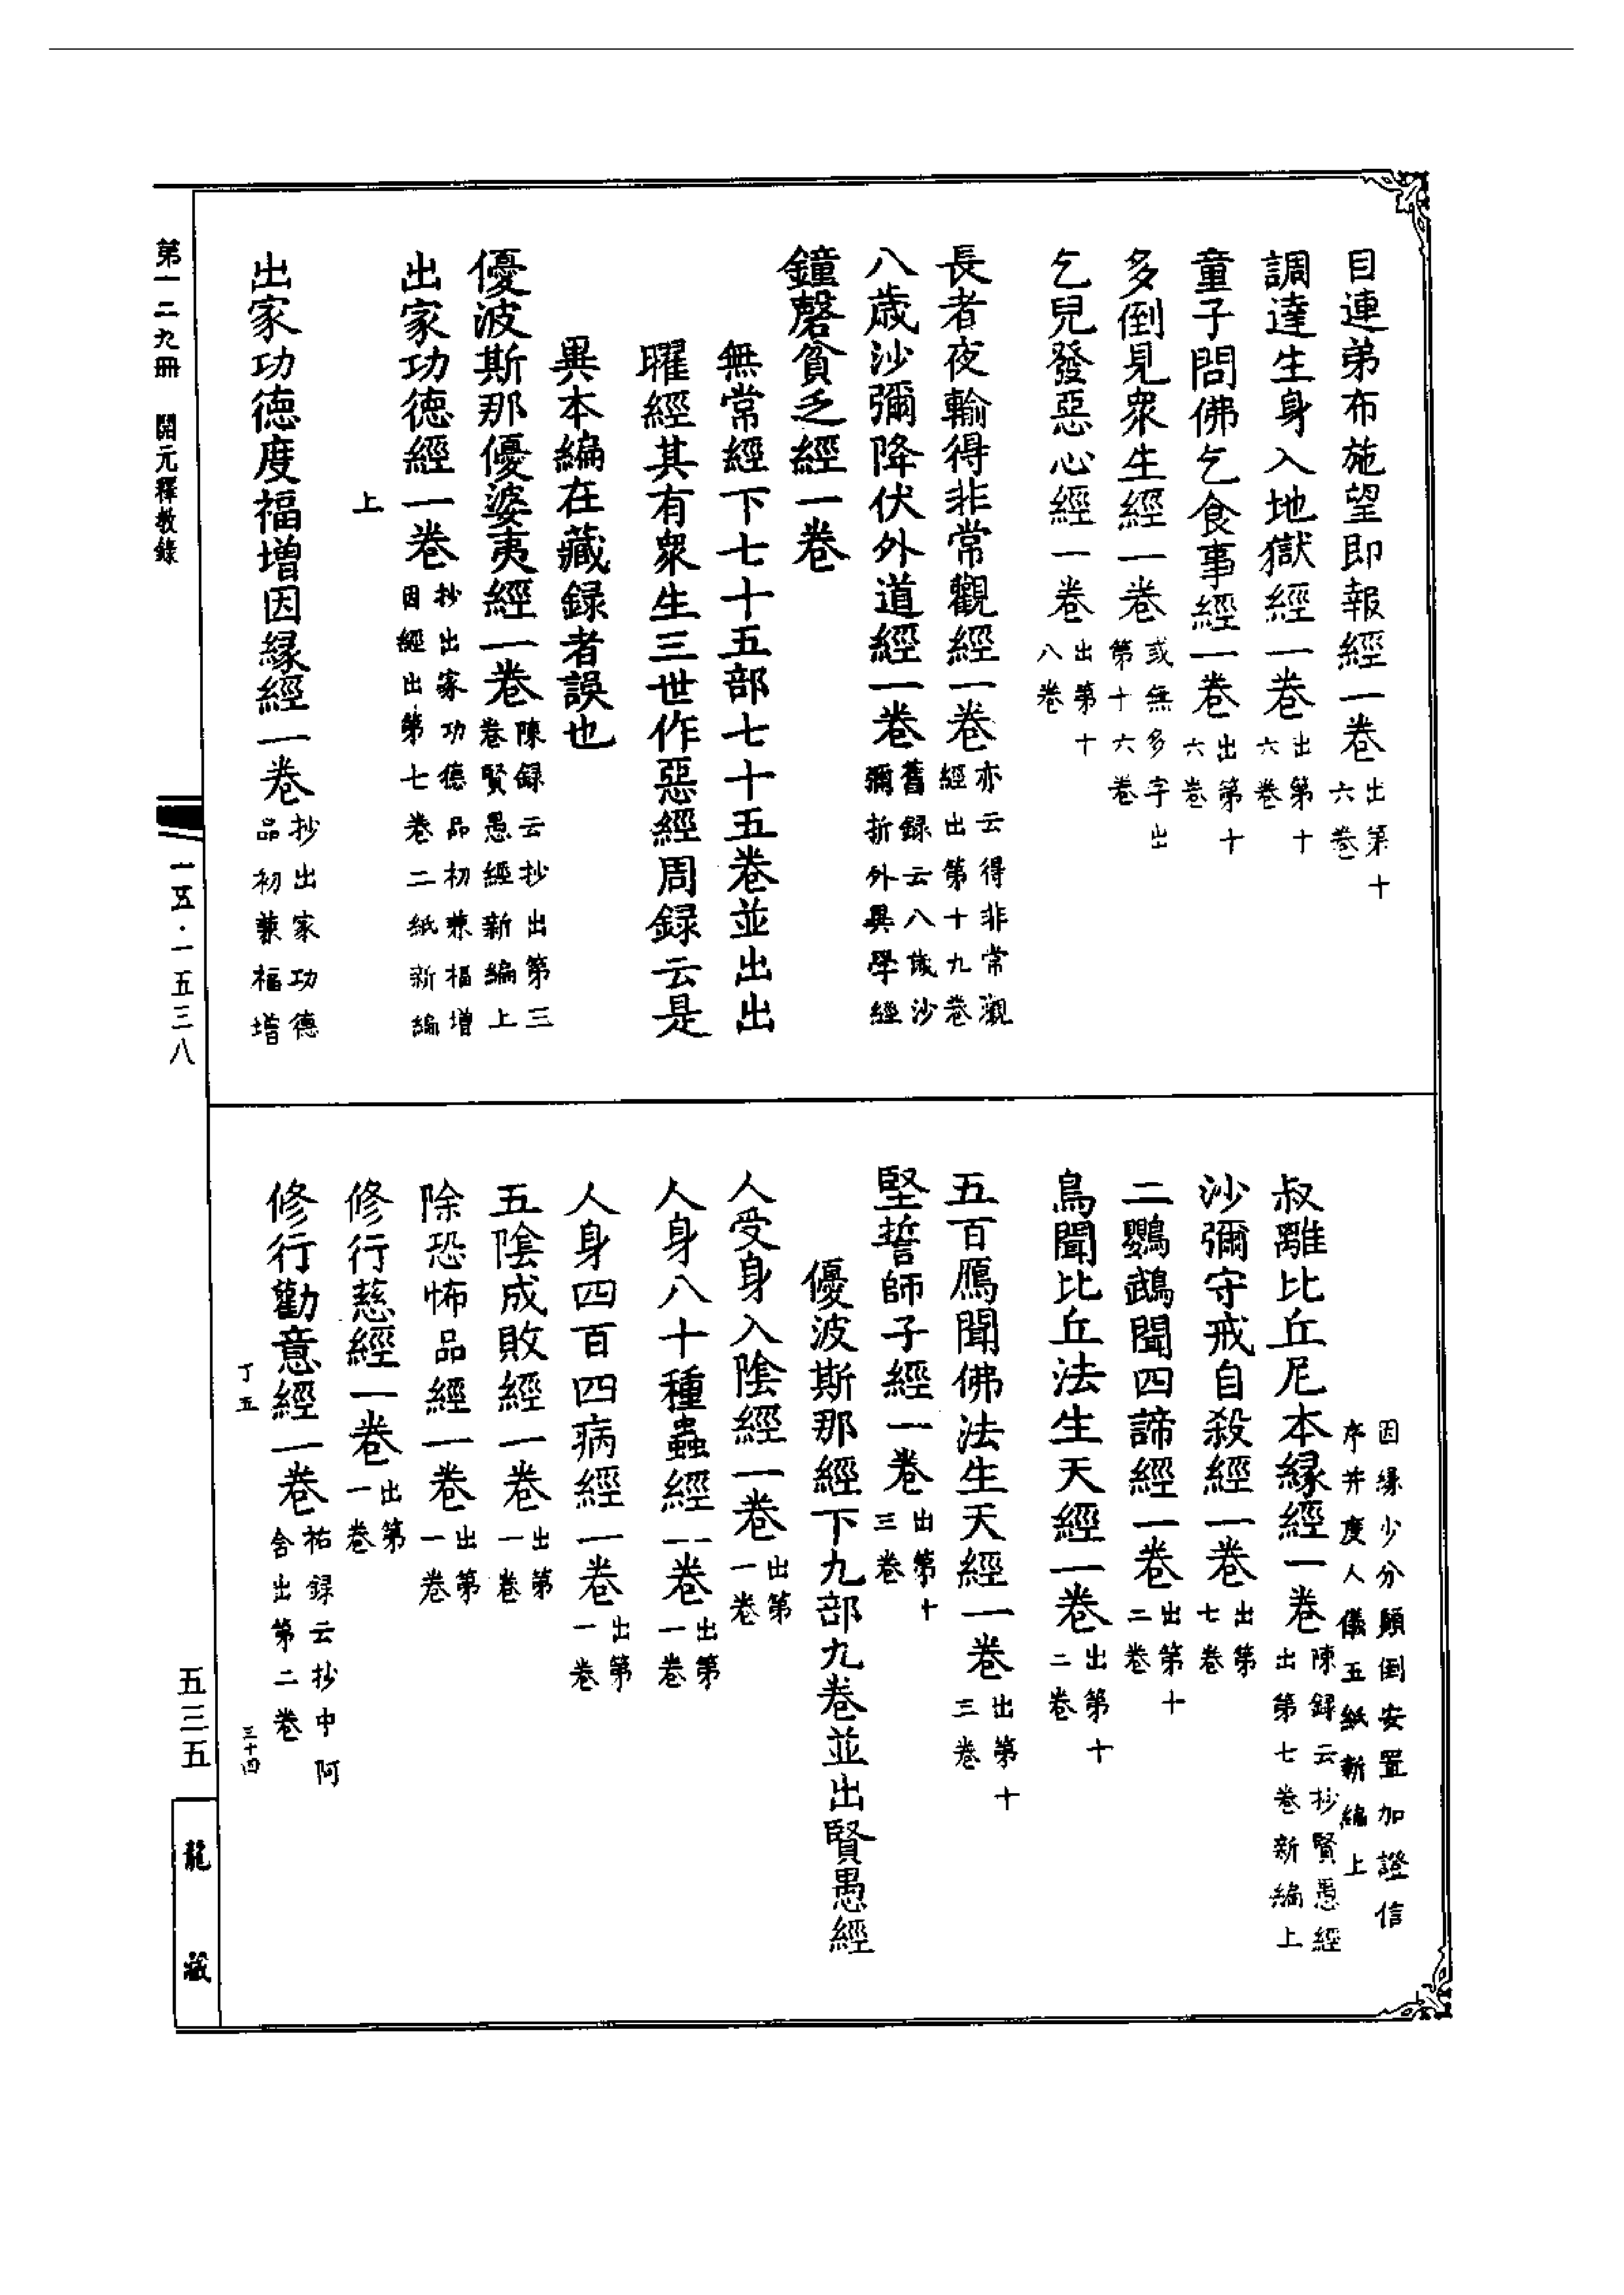 目連弟布施望即報經一卷出第十六卷
調達生身入地獄經一卷出第十六卷
童子問佛乞食事經一卷出第十六卷
多倒見衆生經一卷或無多字出第十六卷
乞兒發惡心經一卷出第十八卷
長者夜輸得非常觀經一卷亦云得非常觀經出第十九卷
八歲沙彌降伏外道經一卷舊録云八歲沙彌折外異學經
鐘磬貧乏經一卷
無常經下七十五部七十五卷並出出
曜經其有衆生三世作惡經周録云是
異本編在藏録者誤也
優波斯那優婆夷經一卷陳録云抄出第三卷賢愚經新編上
出家功德經一卷抄出家功德品初兼福增因經出第七卷二紙新編
上
出家功德度福增因緣經一卷抄出家功德品初兼福增
因緣少分顛倒安置加證信序并度人儀五紙新編上
叔離比丘尼本緣經一卷陳録云抄賢愚經出第七卷新編上
沙彌守戒自殺經一卷出第七卷
二鸚鵡聞四諦經一卷出第十二卷
鳥聞比丘法生天經一卷出第十二卷
五百鴈聞佛法生天經一卷出第十三卷
堅誓師子經一卷出第十三卷
優波斯那經下九部九卷並出賢愚經
人受身入陰經一卷出第一卷
人身八十種蟲經一卷出第一卷
人身四百四病經一卷出第一卷
五陰成敗經一卷出第一卷
除恐怖品經一卷出第一卷
修行慈經一卷出第一卷
修行勸意經一卷祐録云抄中阿含出第二卷
丁五 三十四
第一二九冊 開元釋教錄
一五·一五三八
五三五
龍藏